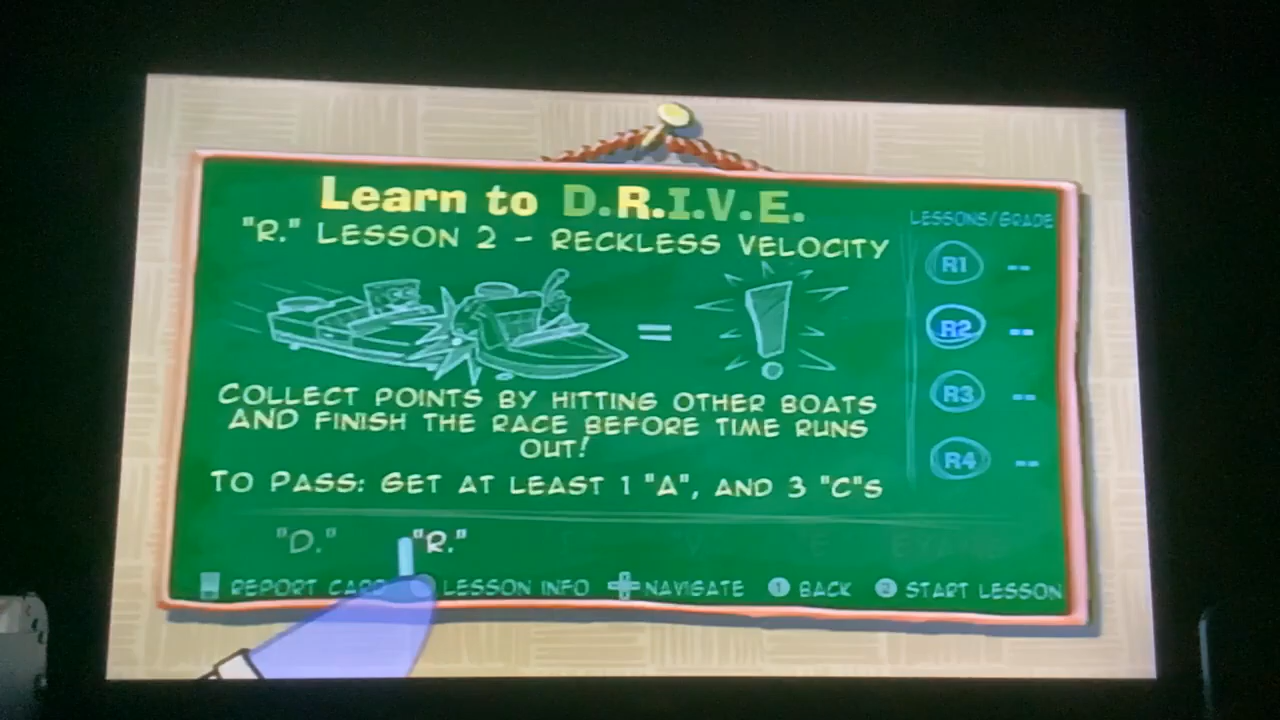 Learn to D.R.I.V.E.
"R." LESSON 2 - RECKLESS VELOCITY
LESSONS/GRADE
R1 --
R2 --
R3 --
R4 --
= !
COLLECT POINTS BY HITTING OTHER BOATS
AND FINISH THE RACE BEFORE TIME RUNS
OUT!
TO PASS: GET AT LEAST 1 "A", AND 3 "C"S
"D." "R."
REPORT CARD LESSON INFO NAVIGATE 1 BACK 2 START LESSON